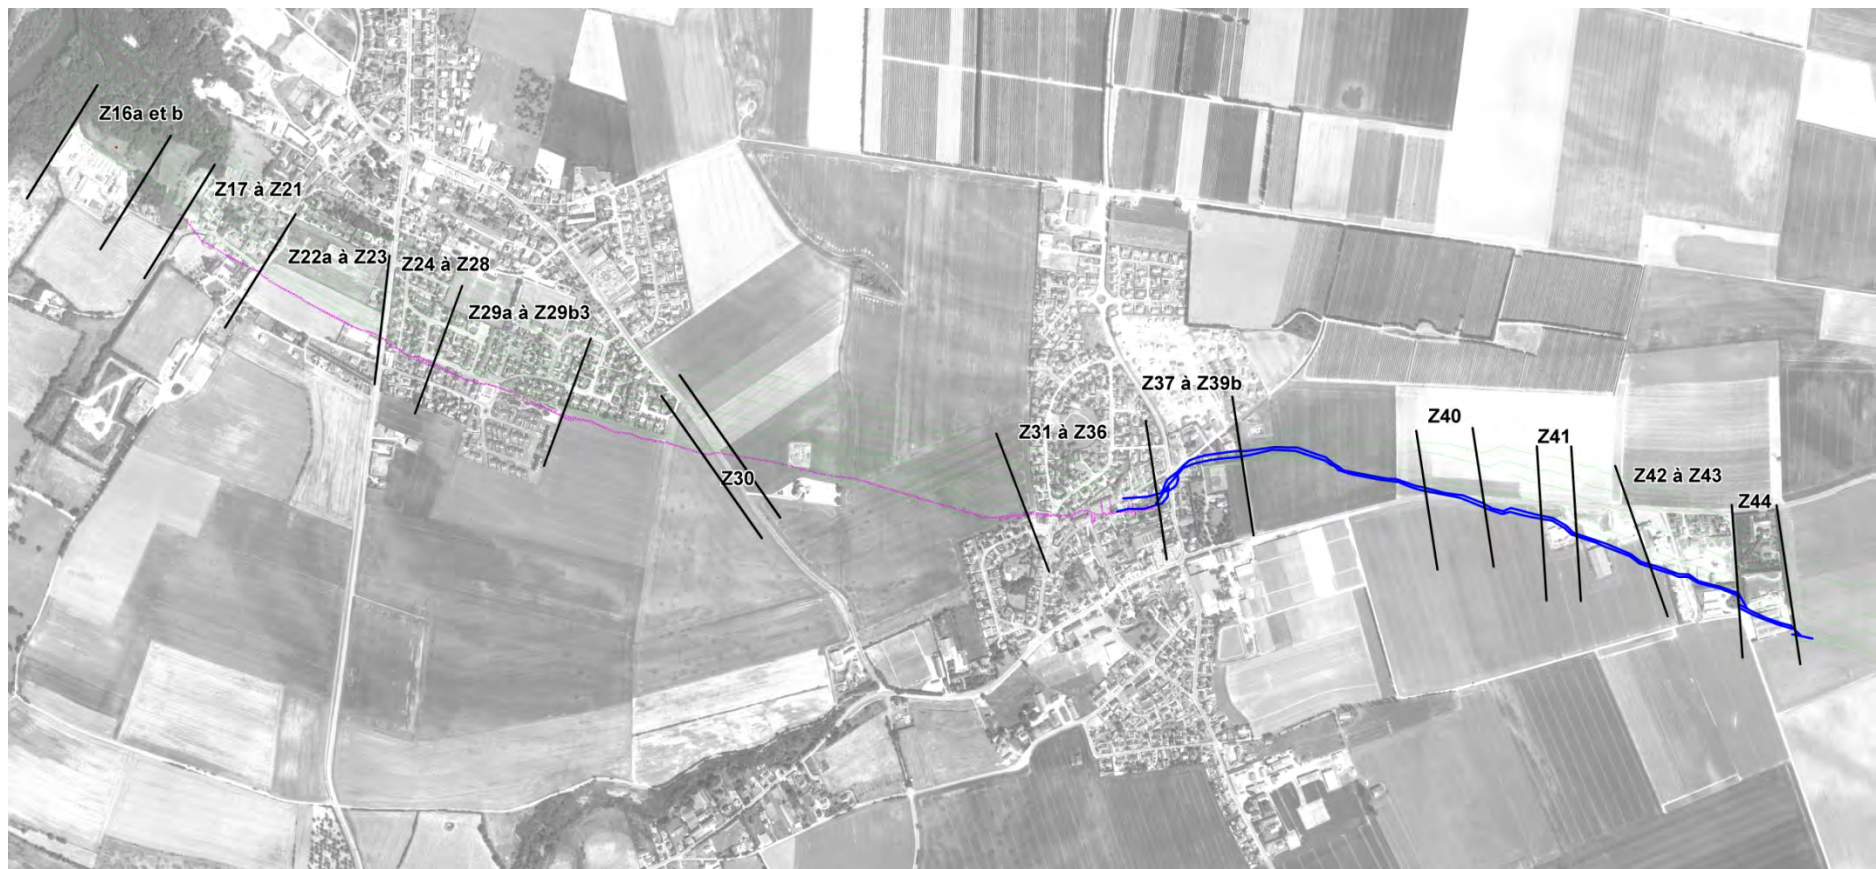 Z16a et b
Z17 à Z21
Z22a à Z23
Z24 à Z28
Z29a à Z29b3
Z30
Z31 à Z36
Z37 à Z39b
Z40
Z41
Z42 à Z43
Z44